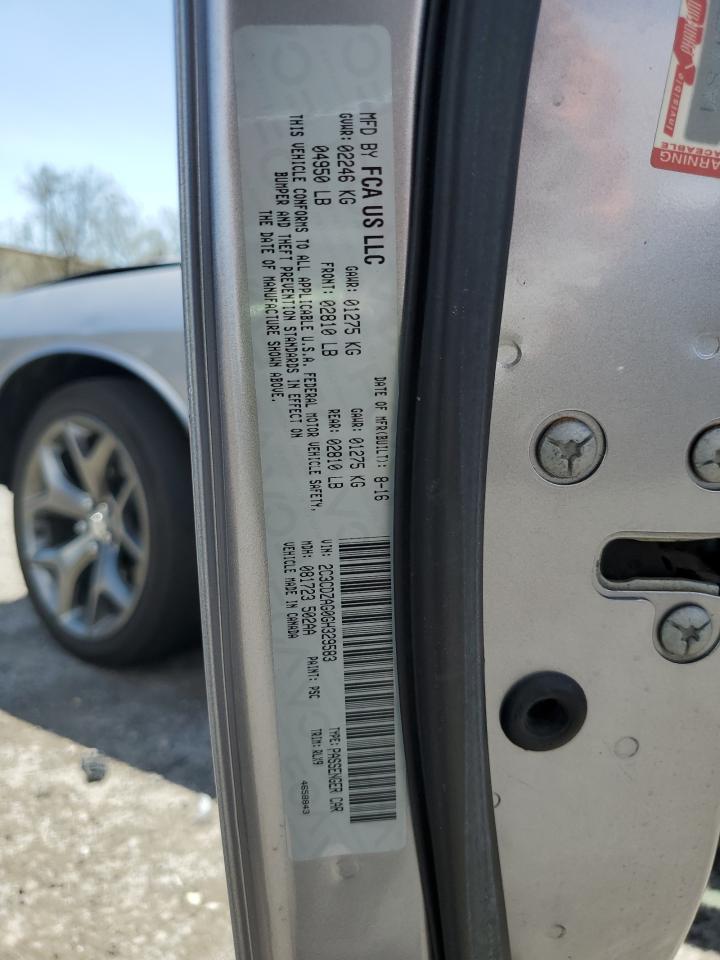 MFD BY FCA US LLC
DATE OF MFR(BUILT): 8-16
GVWR: 02246 KG
GAWR: 01275 KG
GAWR: 01275 KG
04950 LB
FRONT: 02810 LB
REAR: 02810 LB
THIS VEHICLE CONFORMS TO ALL APPLICABLE U.S.A. FEDERAL MOTOR VEHICLE SAFETY,
BUMPER AND THEFT PREVENTION STANDARDS IN EFFECT ON
THE DATE OF MANUFACTURE SHOWN ABOVE.
VIN: 2C3CDZAG0GH329583
TYPE: PASSENGER CAR
MDH: 081723 502AA
PAINT: PSC
TRIM: RLX9
VEHICLE MADE IN CANADA
4658843
WARNING